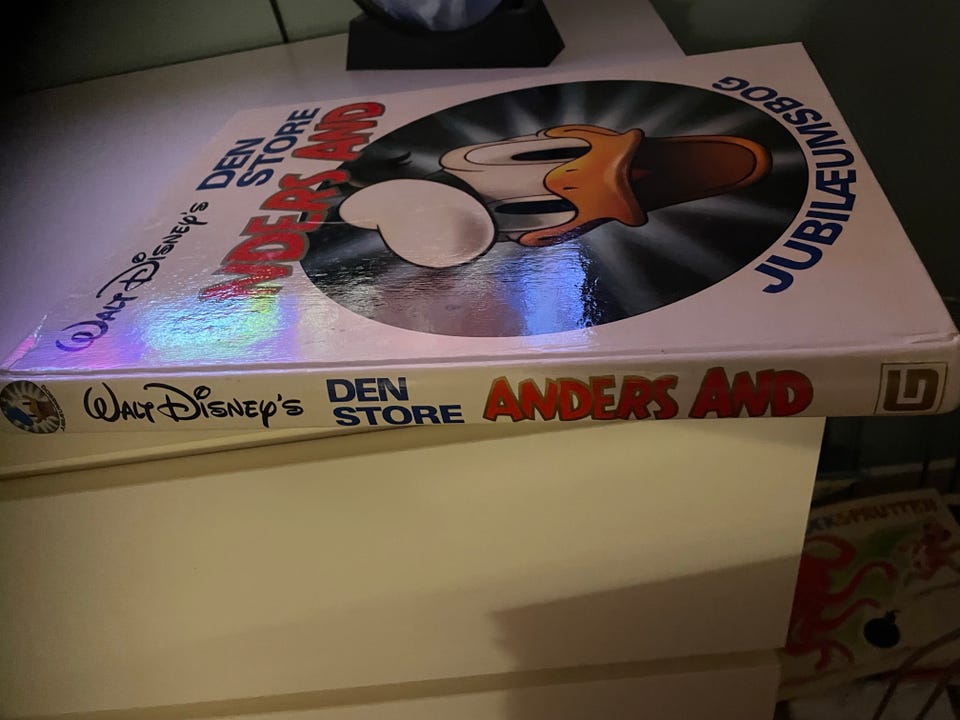 WALT DISNEY'S
DEN
STORE
ANDERS AND
JUBILÆUMSBOG
WALT DISNEY'S
DEN
STORE
ANDERS AND
G